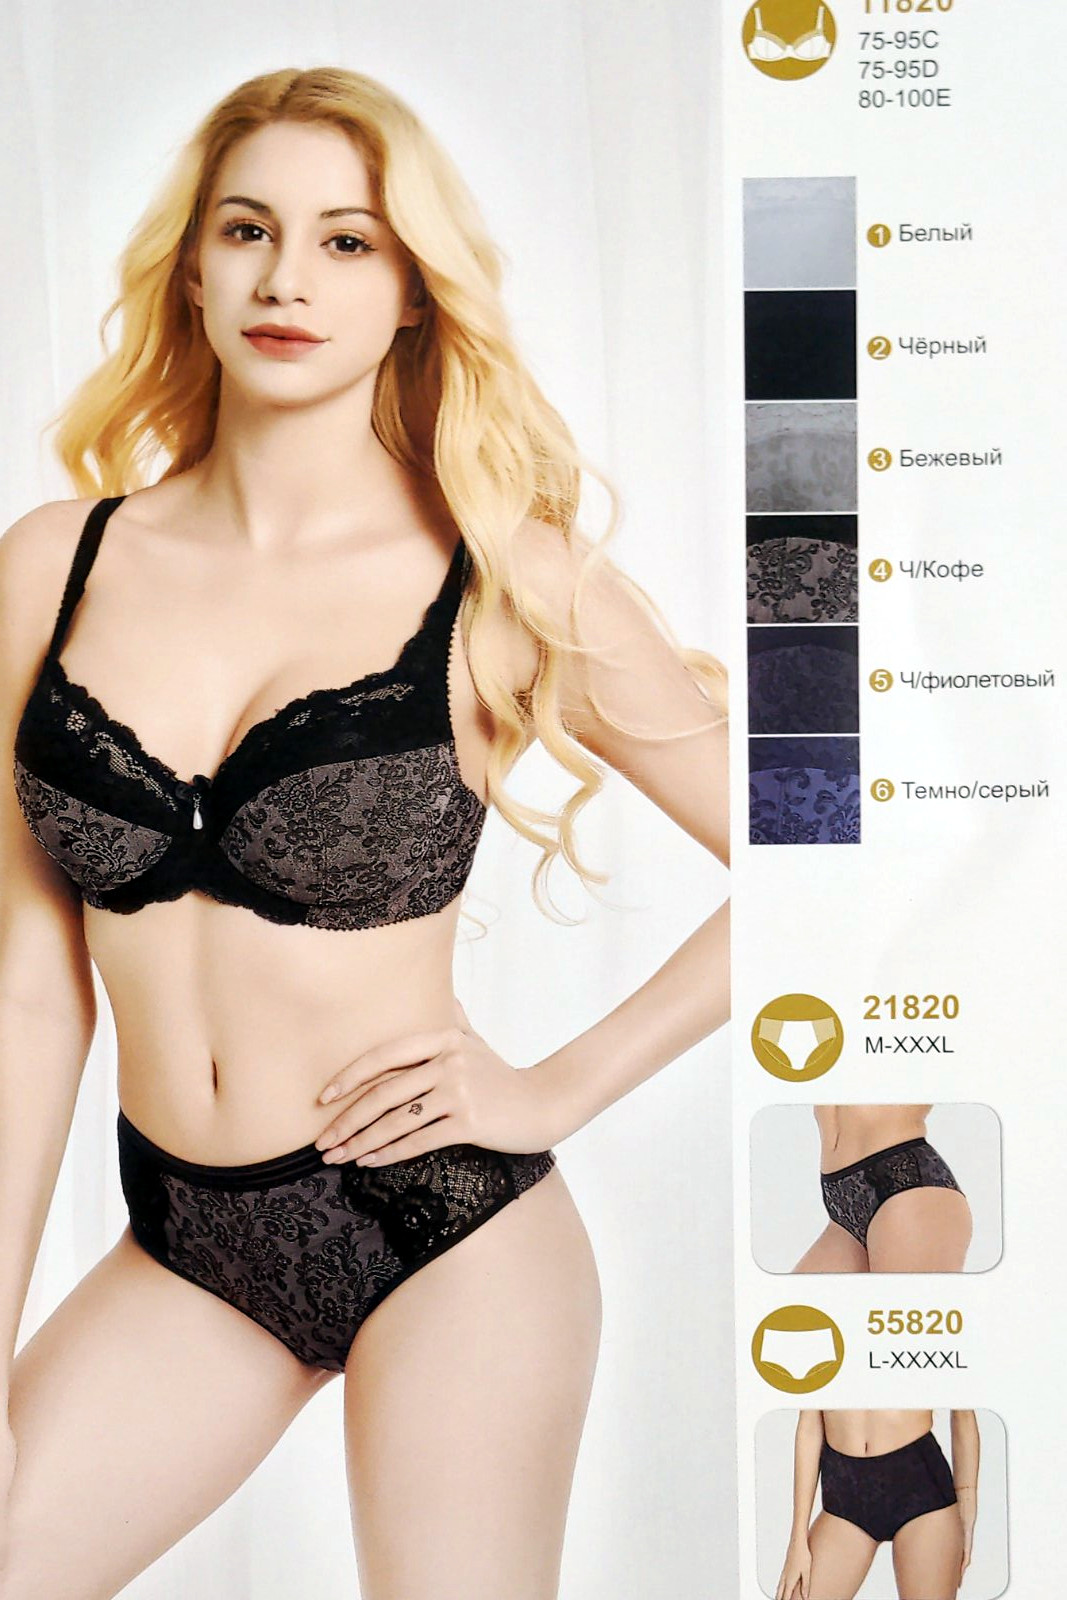 11820
75-95C
75-95D
80-100E
1 Белый
2 Чёрный
3 Бежевый
4 Ч/Кофе
5 Ч/фиолетовый
6 Темно/серый
21820
M-XXXL
55820
L-XXXXL